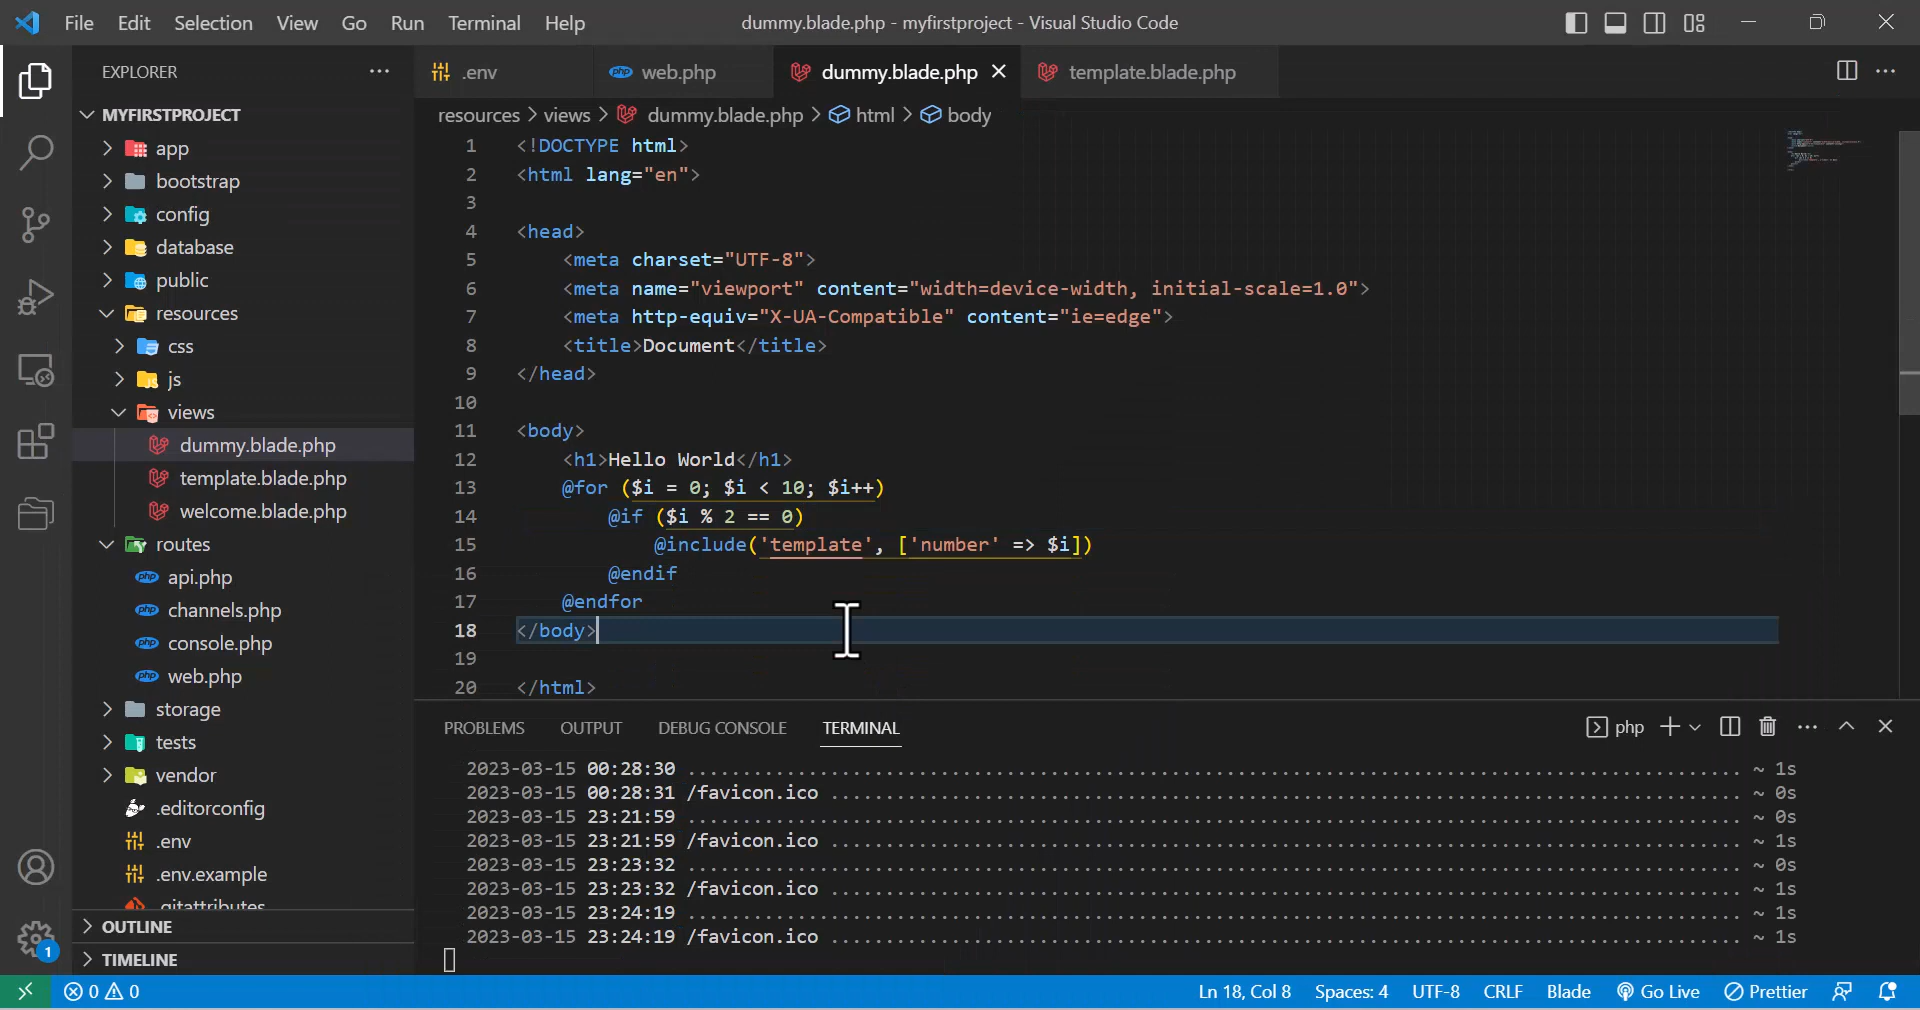 File Edit Selection View Go Run Terminal Help dummy.blade.php - myfirstproject - Visual Studio Code
EXPLORER
MYFIRSTPROJECT
app
bootstrap
config
database
public
resources
css
js
views
dummy.blade.php
template.blade.php
welcome.blade.php
routes
api.php
channels.php
console.php
web.php
storage
tests
vendor
.editorconfig
.env
.env.example
.gitattributes
OUTLINE
TIMELINE
.env php web.php dummy.blade.php template.blade.php
resources > views > dummy.blade.php > html > body
1 <!DOCTYPE html>
2 <html lang="en">
3
4 <head>
5 <meta charset="UTF-8">
6 <meta name="viewport" content="width=device-width, initial-scale=1.0">
7 <meta http-equiv="X-UA-Compatible" content="ie=edge">
8 <title>Document</title>
9 </head>
10
11 <body>
12 <h1>Hello World</h1>
13 @for ($i = 0; $i < 10; $i++)
14 @if ($i % 2 == 0)
15 @include('template', ['number' => $i])
16 @endif
17 @endfor
18 </body>
19
20 </html>
PROBLEMS OUTPUT DEBUG CONSOLE TERMINAL php
2023-03-15 00:28:30 ........ ~ 1s
2023-03-15 00:28:31 /favicon.ico ........ ~ 0s
2023-03-15 23:21:59 ........ ~ 0s
2023-03-15 23:21:59 /favicon.ico ........ ~ 1s
2023-03-15 23:23:32 ........ ~ 0s
2023-03-15 23:23:32 /favicon.ico ........ ~ 1s
2023-03-15 23:24:19 ........ ~ 1s
2023-03-15 23:24:19 /favicon.ico ........ ~ 1s
1
0 0 Ln 18, Col 8 Spaces: 4 UTF-8 CRLF Blade Go Live Prettier